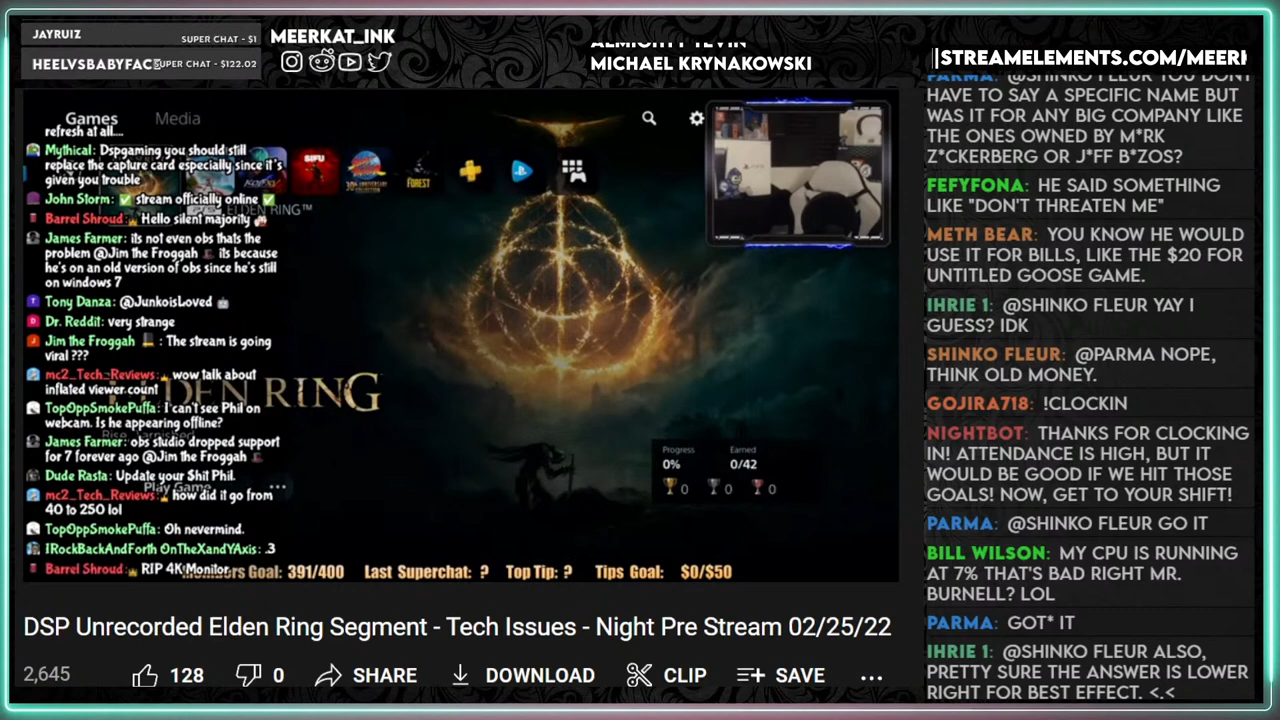 JAYRUIZ
SUPER CHAT - $1
HEELVSBABYFAC
SUPER CHAT - $122.02
MEERKAT_INK
ALMIGHTY TEVIN
MICHAEL KRYNAKOWSKI
STREAMELEMENTS.COM/MEERK
Games
Media
refresh at all....
Mythical: Dspgaming you should still
replace the capture card especially since it's
given you trouble
John Storm: ✅ stream officially online ✅
Barrel Shroud: Hello silent majority
James Farmer: its not even obs thats the
problem @Jim the Froggah its because
he's on an old version of obs since he's still
on windows 7
Tony Danza: @JunkoisLoved
Dr. Reddit: very strange
Jim the Froggah : The stream is going
viral ???
mc2_Tech_Reviews: wow talk about
inflated viewer count
TopOppSmokePuffa: I can't see Phil on
webcam. Is he appearing offline?
James Farmer: obs studio dropped support
for 7 forever ago @Jim the Froggah
Dude Rasta: Update your $hit Phil.
mc2_Tech_Reviews: how did it go from
40 to 250 lol
TopOppSmokePuffa: Oh nevermind.
IRockBackAndForth OnTheXandYAxis: .3
Barrel Shroud: RIP 4K Monitor
SIFU
30th ANNIVERSARY
COLLECTION
FOREST
ELDEN RING™
ELDEN RING
Play Game
Progress
Earned
0%
0/42
0
0
0
Members Goal: 391/400
Last Superchat: ?
Top Tip: ?
Tips Goal:
$0/$50
DSP Unrecorded Elden Ring Segment - Tech Issues - Night Pre Stream 02/25/22
2,645
128
0
SHARE
DOWNLOAD
CLIP
SAVE
PARMA: @SHINKO FLEUR YOU DONT
HAVE TO SAY A SPECIFIC NAME BUT
WAS IT FOR ANY BIG COMPANY LIKE
THE ONES OWNED BY M*RK
Z*CKERBERG OR J*FF B*ZOS?
FEFYFONA: HE SAID SOMETHING
LIKE "DON'T THREATEN ME"
METH BEAR: YOU KNOW HE WOULD
USE IT FOR BILLS, LIKE THE $20 FOR
UNTITLED GOOSE GAME.
IHRIE 1: @SHINKO FLEUR YAY I
GUESS? IDK
SHINKO FLEUR: @PARMA NOPE,
THINK OLD MONEY.
GOJIRA718: !CLOCKIN
NIGHTBOT: THANKS FOR CLOCKING
IN! ATTENDANCE IS HIGH, BUT IT
WOULD BE GOOD IF WE HIT THOSE
GOALS! NOW, GET TO YOUR SHIFT!
PARMA: @SHINKO FLEUR GO IT
BILL WILSON: MY CPU IS RUNNING
AT 7% THAT'S BAD RIGHT MR.
BURNELL? LOL
PARMA: GOT* IT
IHRIE 1: @SHINKO FLEUR ALSO,
PRETTY SURE THE ANSWER IS LOWER
RIGHT FOR BEST EFFECT. <.<